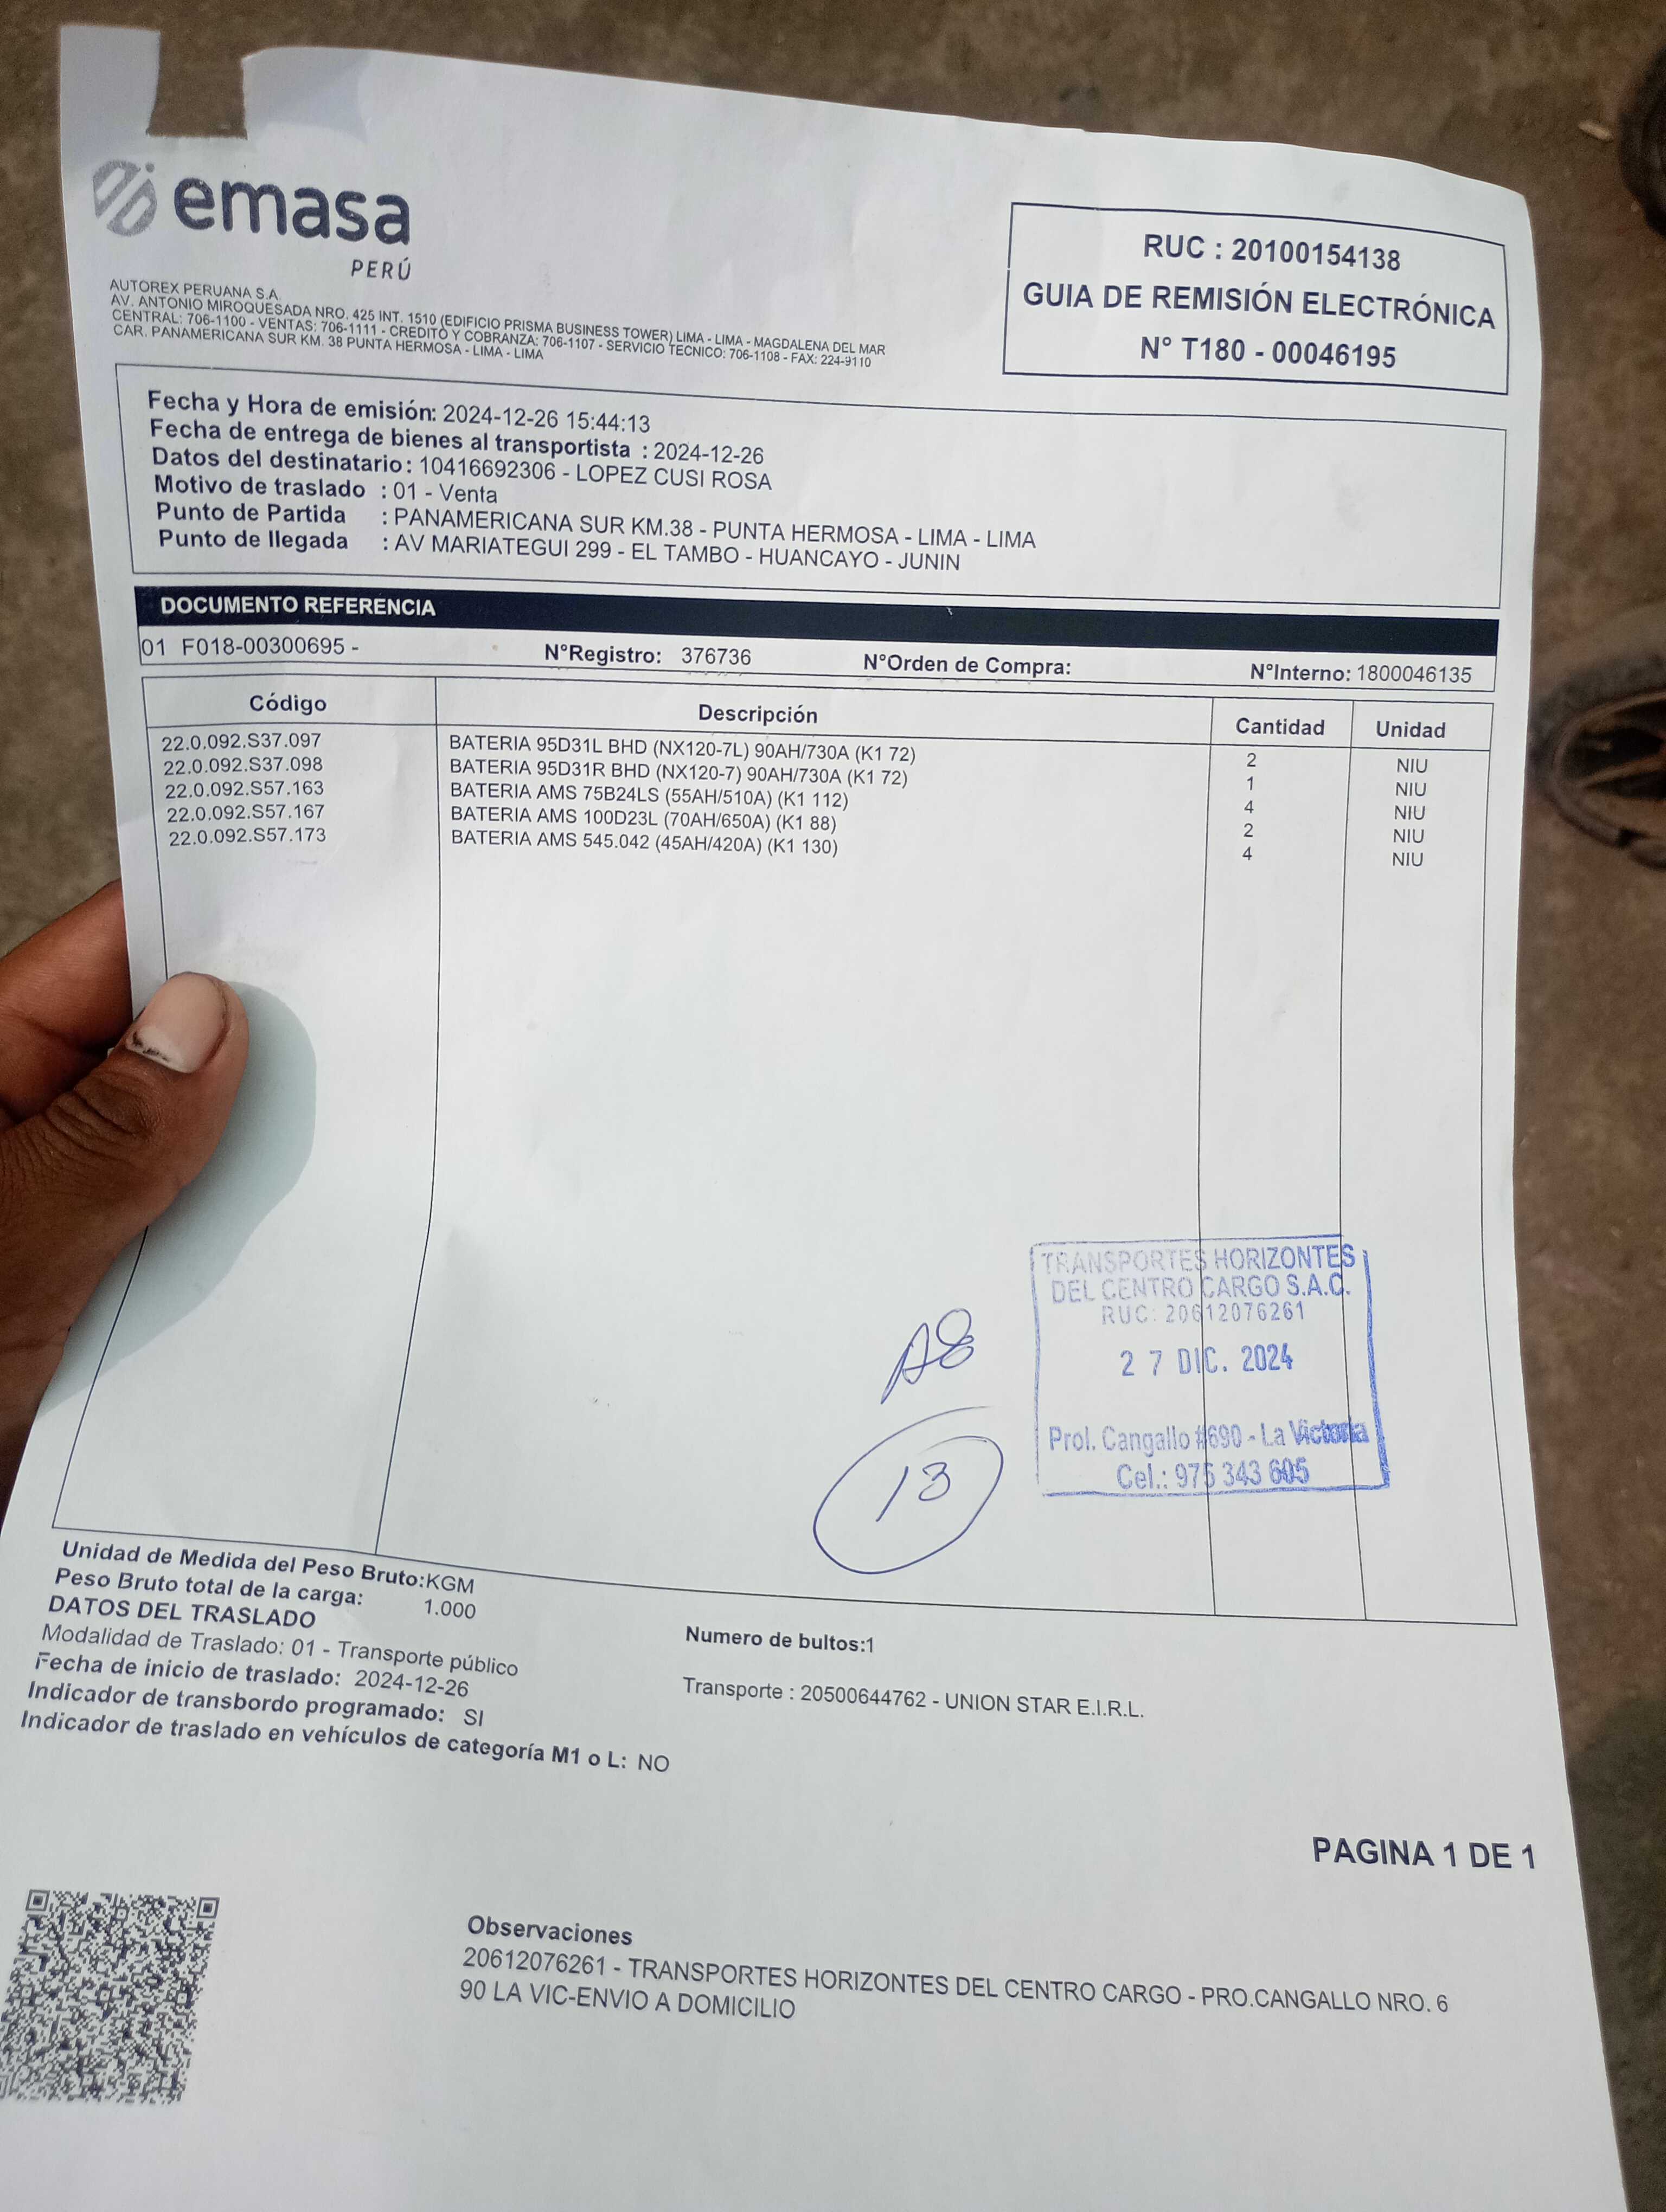 emasa
PERÚ
AUTOREX PERUANA S.A.
AV. ANTONIO MIROQUESADA NRO. 425 INT. 1510 (EDIFICIO PRISMA BUSINESS TOWER) LIMA - LIMA - MAGDALENA DEL MAR
CENTRAL: 706-1100 - VENTAS: 706-1111 - CREDITO Y COBRANZA: 706-1107 - SERVICIO TECNICO: 706-1108 - FAX: 224-9110
CAR. PANAMERICANA SUR KM. 38 PUNTA HERMOSA - LIMA - LIMA
RUC : 20100154138
GUIA DE REMISIÓN ELECTRÓNICA
N° T180 - 00046195
Fecha y Hora de emisión: 2024-12-26 15:44:13
Fecha de entrega de bienes al transportista : 2024-12-26
Datos del destinatario: 10416692306 - LOPEZ CUSI ROSA
Motivo de traslado : 01 - Venta
Punto de Partida : PANAMERICANA SUR KM.38 - PUNTA HERMOSA - LIMA - LIMA
Punto de llegada : AV MARIATEGUI 299 - EL TAMBO - HUANCAYO - JUNIN
DOCUMENTO REFERENCIA
01 F018-00300695 - N°Registro: 376736 N°Orden de Compra: N°Interno: 1800046135
Código Descripción Cantidad Unidad
22.0.092.S37.097 BATERIA 95D31L BHD (NX120-7L) 90AH/730A (K1 72) 2 NIU
22.0.092.S37.098 BATERIA 95D31R BHD (NX120-7) 90AH/730A (K1 72) 1 NIU
22.0.092.S57.163 BATERIA AMS 75B24LS (55AH/510A) (K1 112) 4 NIU
22.0.092.S57.167 BATERIA AMS 100D23L (70AH/650A) (K1 88) 2 NIU
22.0.092.S57.173 BATERIA AMS 545.042 (45AH/420A) (K1 130) 4 NIU
TRANSPORTES HORIZONTES
DEL CENTRO CARGO S.A.C.
RUC: 20612076261
27 DIC. 2024
Prol. Cangallo #690 - La Victoria
Cel.: 975 343 605
A8
13
Unidad de Medida del Peso Bruto:KGM
Peso Bruto total de la carga: 1.000
DATOS DEL TRASLADO
Modalidad de Traslado: 01 - Transporte público
Fecha de inicio de traslado: 2024-12-26
Indicador de transbordo programado: SI
Indicador de traslado en vehículos de categoría M1 o L: NO
Numero de bultos:1
Transporte : 20500644762 - UNION STAR E.I.R.L.
PAGINA 1 DE 1
Observaciones
20612076261 - TRANSPORTES HORIZONTES DEL CENTRO CARGO - PRO.CANGALLO NRO. 6
90 LA VIC-ENVIO A DOMICILIO